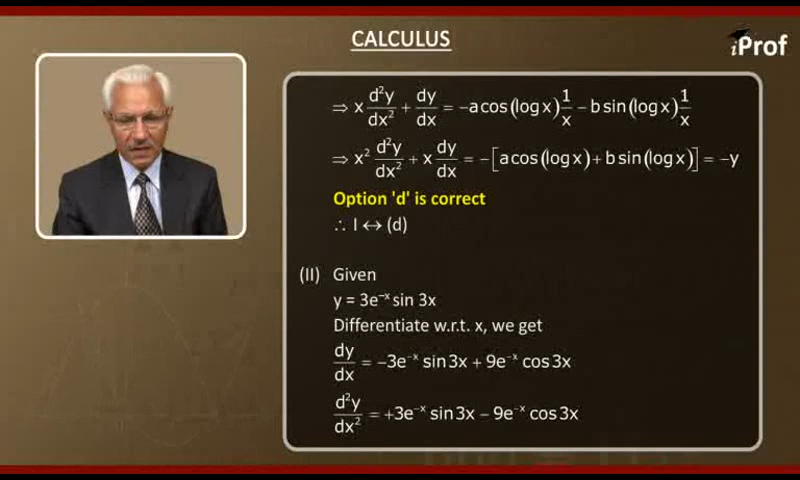 CALCULUS
iProf
⇒ x d²y/dx² + dy/dx = −a cos(log x) 1/x − b sin(log x) 1/x
⇒ x² d²y/dx² + x dy/dx = −[a cos(log x) + b sin(log x)] = −y
Option 'd' is correct
∴ I ↔ (d)
(II) Given
y = 3e⁻ˣ sin 3x
Differentiate w.r.t. x, we get
dy/dx = −3e⁻ˣ sin 3x + 9e⁻ˣ cos 3x
d²y/dx² = +3e⁻ˣ sin 3x − 9e⁻ˣ cos 3x